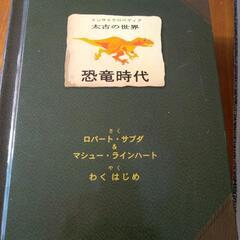 エンサイクロペディア
太古の世界
恐竜時代
さく
ロバート・サブダ
&
マシュー・ラインハート
やく
わくはじめ